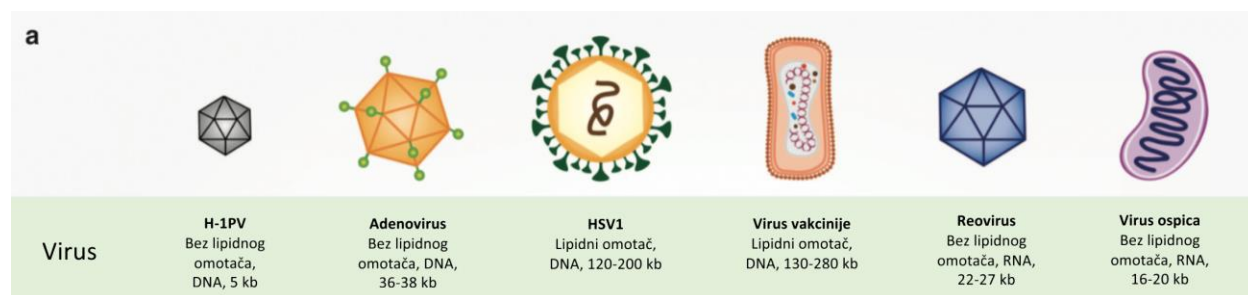 a
Virus
H-1PV
Bez lipidnog
omotača,
DNA, 5 kb
Adenovirus
Bez lipidnog
omotača, DNA,
36-38 kb
HSV1
Lipidni omotač,
DNA, 120-200 kb
Virus vakcinije
Lipidni omotač,
DNA, 130-280 kb
Reovirus
Bez lipidnog
omotača, RNA,
22-27 kb
Virus ospica
Bez lipidnog
omotača, RNA,
16-20 kb